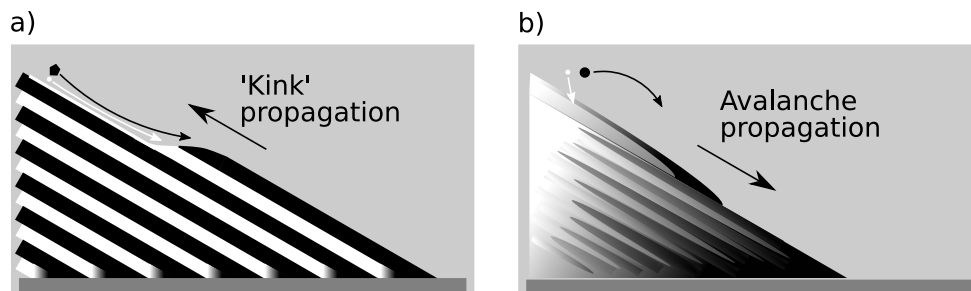 a)
'Kink'
propagation
b)
Avalanche
propagation